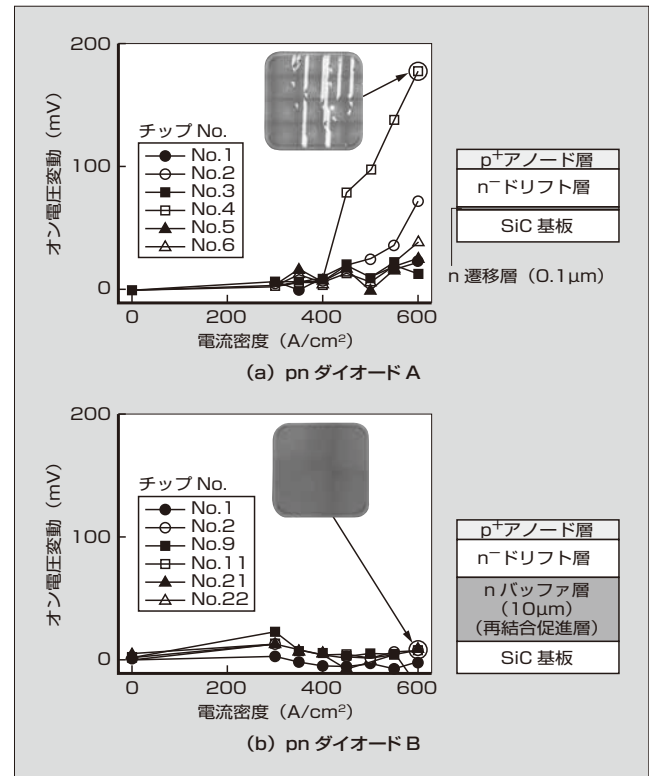 200
100
0
オン電圧変動（mV）
チップ No.
No.1
No.2
No.3
No.4
No.5
No.6
0
200
400
600
電流密度（A/cm²）
p⁺アノード層
n⁻ドリフト層
SiC 基板
n 遷移層（0.1μm）
(a) pn ダイオード A
200
100
0
オン電圧変動（mV）
チップ No.
No.1
No.2
No.9
No.11
No.21
No.22
0
200
400
600
電流密度（A/cm²）
p⁺アノード層
n⁻ドリフト層
n バッファ層
（10μm）
（再結合促進層）
SiC 基板
(b) pn ダイオード B